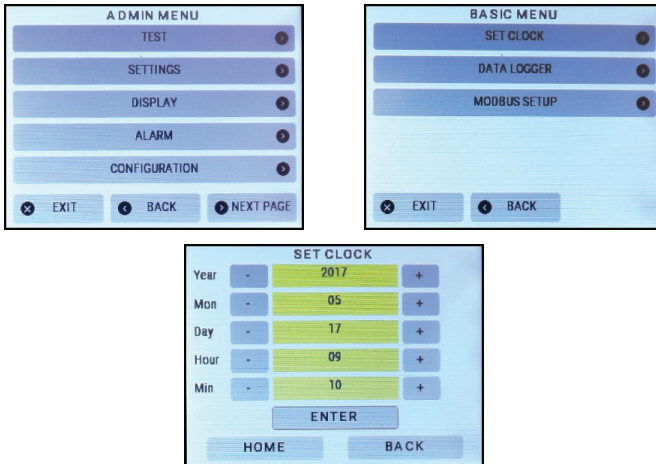 ADMIN MENU
TEST
SETTINGS
DISPLAY
ALARM
CONFIGURATION
EXIT BACK NEXT PAGE
BASIC MENU
SET CLOCK
DATA LOGGER
MODBUS SETUP
EXIT BACK
SET CLOCK
Year - 2017 +
Mon - 05 +
Day - 17 +
Hour - 09 +
Min - 10 +
ENTER
HOME BACK